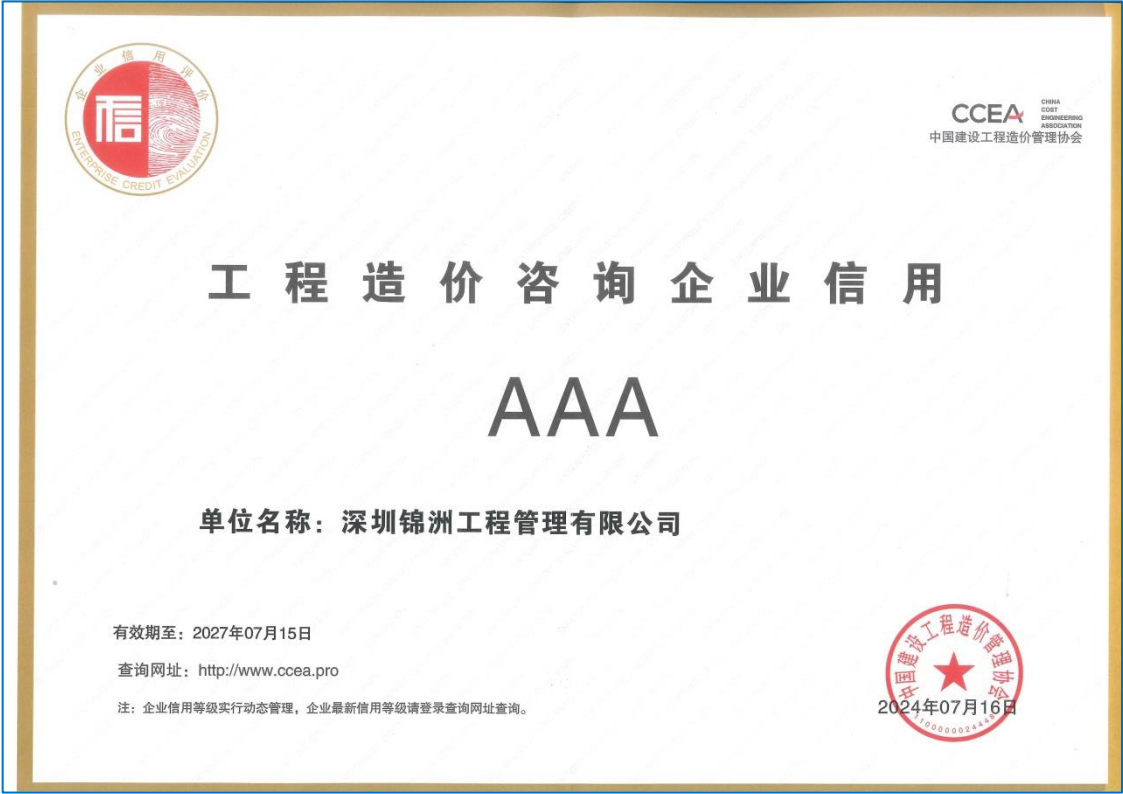 企业信用评价
信
ENTERPRISE CREDIT EVALUATION
CCEA
CHINA
COST
ENGINEERING
ASSOCIATION
中国建设工程造价管理协会
工程造价咨询企业信用
AAA
单位名称：深圳锦洲工程管理有限公司
有效期至：2027年07月15日
查询网址：http://www.ccea.pro
注：企业信用等级实行动态管理，企业最新信用等级请登录查询网址查询。
中国建设工程造价管理协会
2024年07月16日